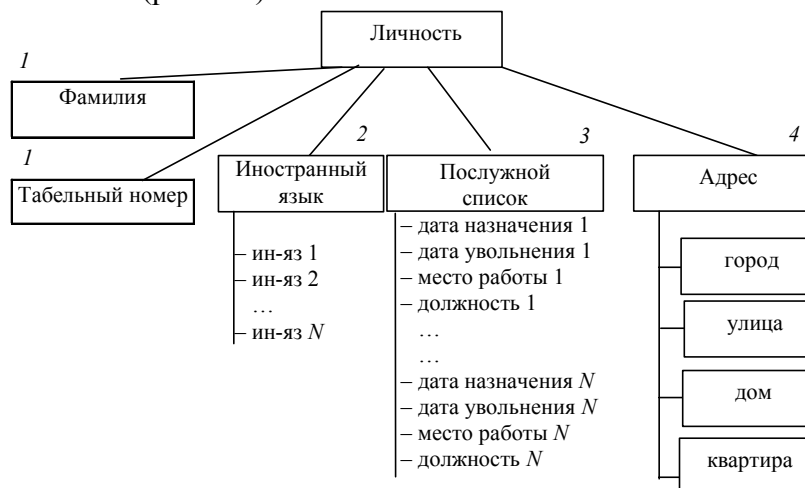 Личность
1
Фамилия
1
Табельный номер
2
Иностранный
язык
– ин-яз 1
– ин-яз 2
…
– ин-яз N
3
Послужной
список
– дата назначения 1
– дата увольнения 1
– место работы 1
– должность 1
…
…
– дата назначения N
– дата увольнения N
– место работы N
– должность N
4
Адрес
город
улица
дом
квартира